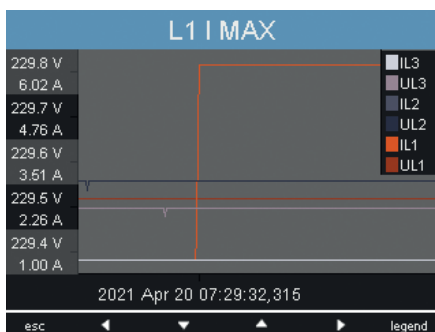 L1 I MAX
229.8 V
6.02 A
229.7 V
4.76 A
229.6 V
3.51 A
229.5 V
2.26 A
229.4 V
1.00 A
IL3
UL3
IL2
UL2
IL1
UL1
2021 Apr 20 07:29:32,315
esc
legend